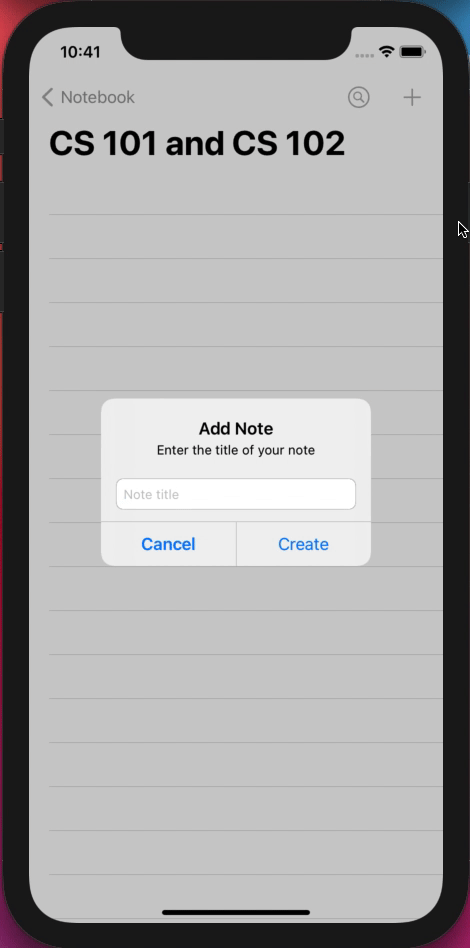 10:41
Notebook
CS 101 and CS 102
Add Note
Enter the title of your note
Note title
Cancel
Create